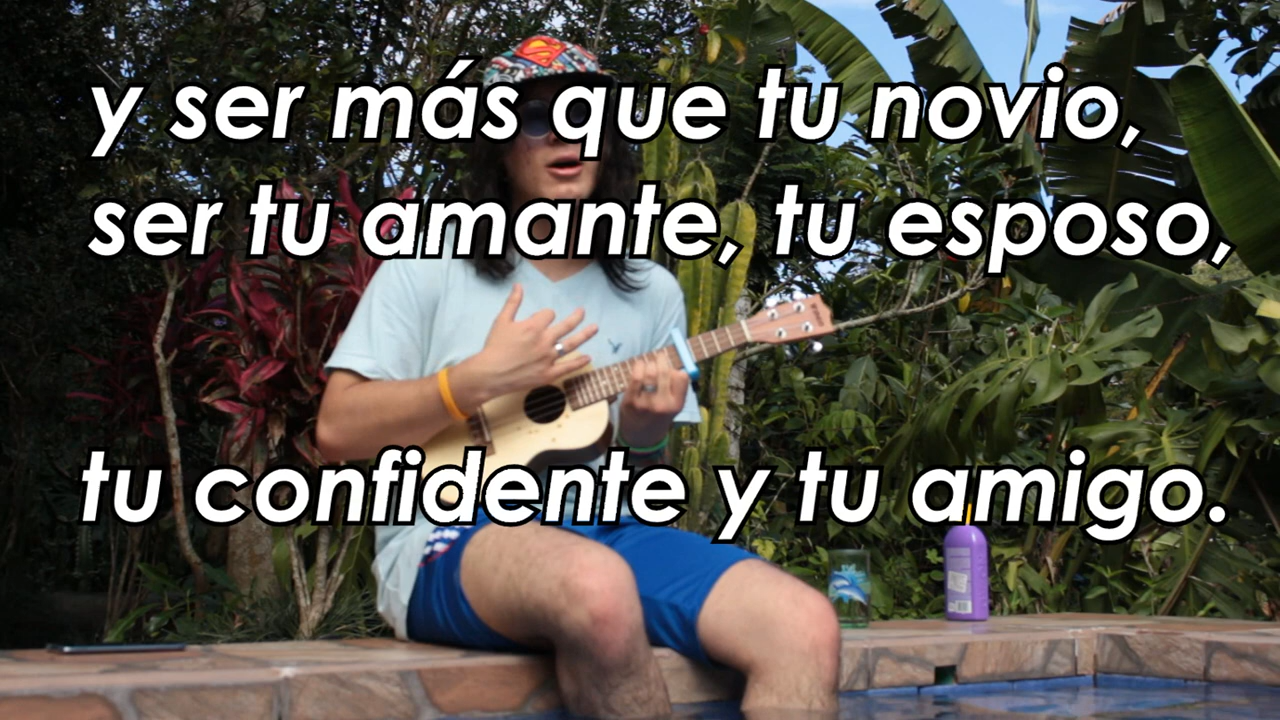 y ser más que tu novio,
ser tu amante, tu esposo,
tu confidente y tu amigo.